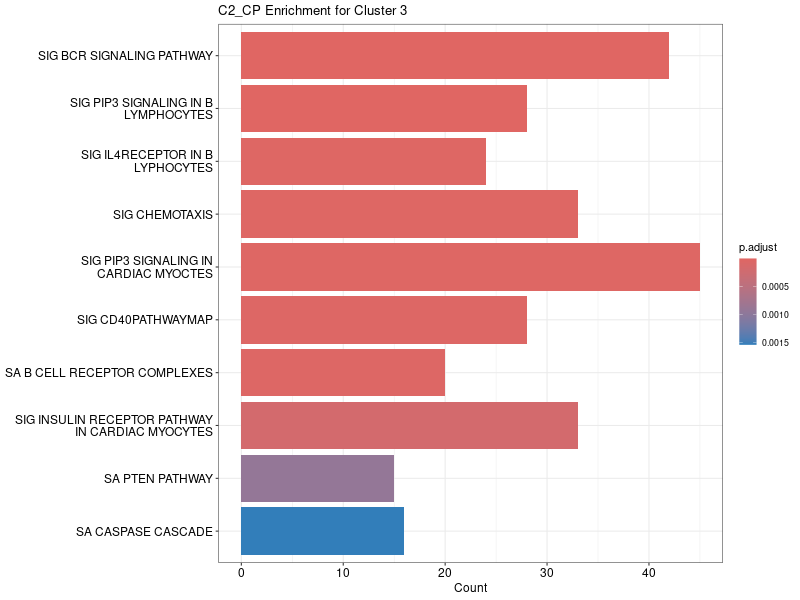 C2_CP Enrichment for Cluster 3
SIG BCR SIGNALING PATHWAY
SIG PIP3 SIGNALING IN B
LYMPHOCYTES
SIG IL4RECEPTOR IN B
LYPHOCYTES
SIG CHEMOTAXIS
SIG PIP3 SIGNALING IN
CARDIAC MYOCTES
SIG CD40PATHWAYMAP
SA B CELL RECEPTOR COMPLEXES
SIG INSULIN RECEPTOR PATHWAY
IN CARDIAC MYOCYTES
SA PTEN PATHWAY
SA CASPASE CASCADE
0 10 20 30 40
Count
p.adjust
0.0005
0.0010
0.0015